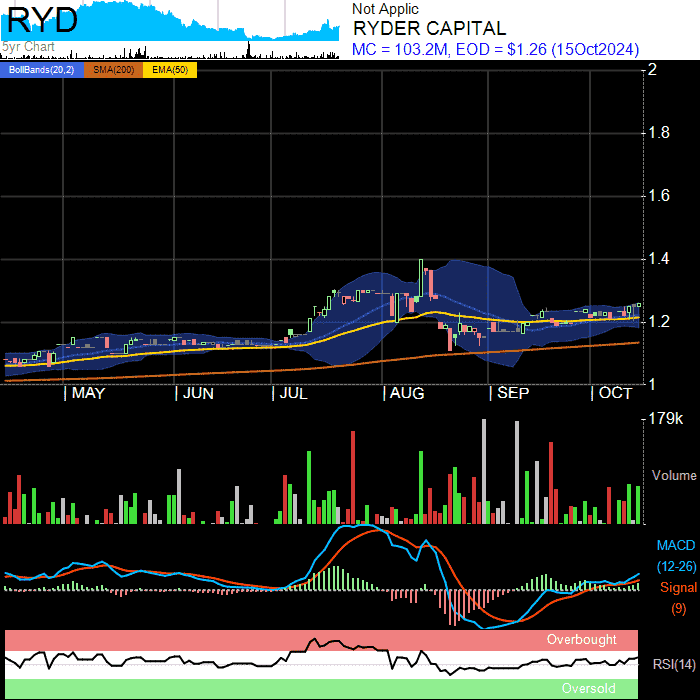 RYD
5yr Chart
Not Applic
RYDER CAPITAL
MC = 103.2M, EOD = $1.26 (15Oct2024)
BollBands(20,2) SMA(200) EMA(50)
2
1.8
1.6
1.4
1.2
1
MAY JUN JUL AUG SEP OCT
179k
Volume
MACD
(12-26)
Signal
(9)
Overbought
RSI(14)
Oversold